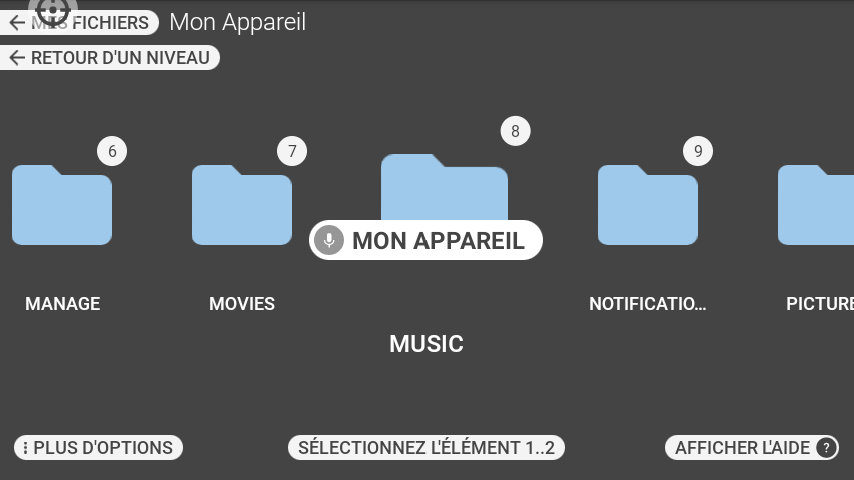 MES FICHIERS
Mon Appareil
RETOUR D'UN NIVEAU
6
7
8
9
MON APPAREIL
MANAGE
MOVIES
NOTIFICATIO...
PICTURE
MUSIC
PLUS D'OPTIONS
SÉLECTIONNEZ L'ÉLÉMENT 1..2
AFFICHER L'AIDE ?